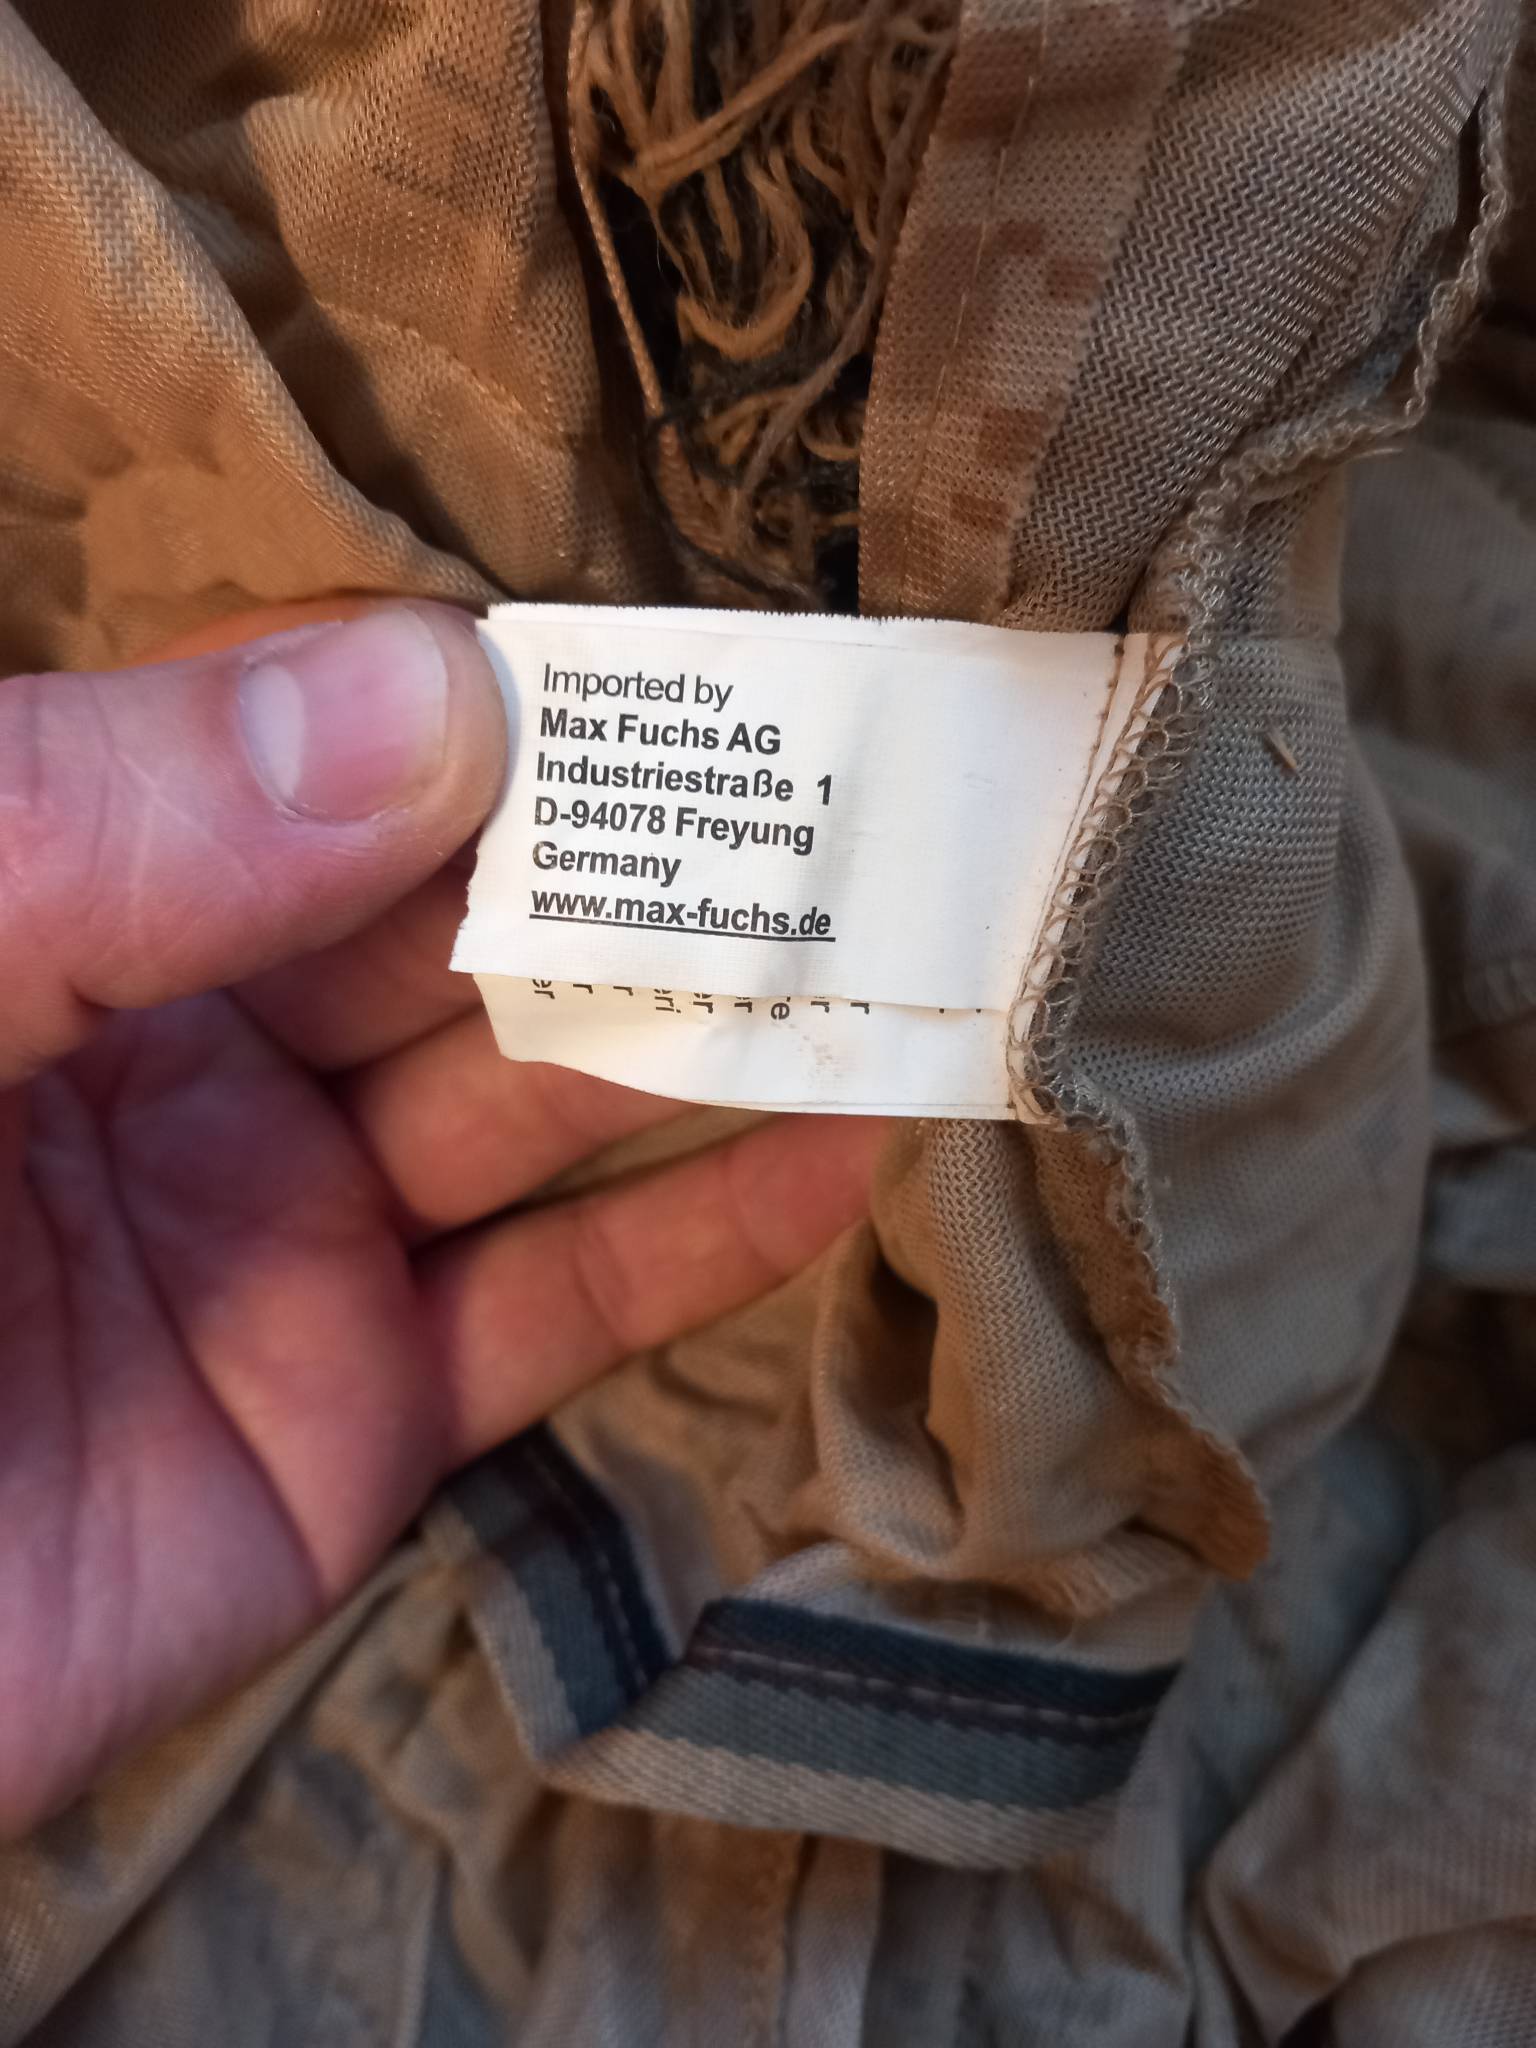 Imported by
Max Fuchs AG
Industriestraße 1
D-94078 Freyung
Germany
www.max-fuchs.de